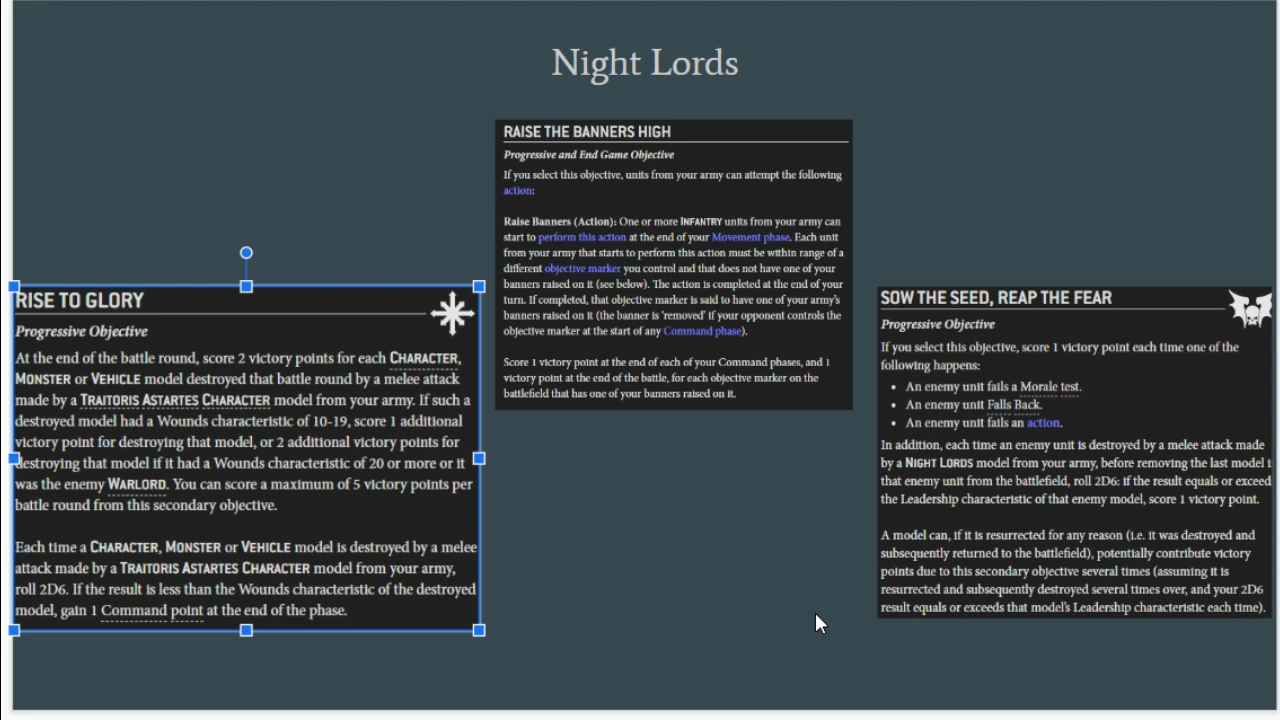 Night Lords
RISE TO GLORY
Progressive Objective
At the end of the battle round, score 2 victory points for each CHARACTER,
MONSTER or VEHICLE model destroyed that battle round by a melee attack
made by a TRAITORIS ASTARTES CHARACTER model from your army. If such a
destroyed model had a Wounds characteristic of 10-19, score 1 additional
victory point for destroying that model, or 2 additional victory points for
destroying that model if it had a Wounds characteristic of 20 or more or it
was the enemy WARLORD. You can score a maximum of 5 victory points per
battle round from this secondary objective.
Each time a CHARACTER, MONSTER or VEHICLE model is destroyed by a melee
attack made by a TRAITORIS ASTARTES CHARACTER model from your army,
roll 2D6. If the result is less than the Wounds characteristic of the destroyed
model, gain 1 Command point at the end of the phase.
RAISE THE BANNERS HIGH
Progressive and End Game Objective
If you select this objective, units from your army can attempt the following
action:
Raise Banners (Action): One or more INFANTRY units from your army can
start to perform this action at the end of your Movement phase. Each unit
from your army that starts to perform this action must be within range of a
different objective marker you control and that does not have one of your
banners raised on it (see below). The action is completed at the end of your
turn. If completed, that objective marker is said to have one of your army's
banners raised on it (the banner is 'removed' if your opponent controls the
objective marker at the start of any Command phase).
Score 1 victory point at the end of each of your Command phases, and 1
victory point at the end of the battle, for each objective marker on the
battlefield that has one of your banners raised on it.
SOW THE SEED, REAP THE FEAR
Progressive Objective
If you select this objective, score 1 victory point each time one of the
following happens:
• An enemy unit fails a Morale test.
• An enemy unit Falls Back.
• An enemy unit fails an action.
In addition, each time an enemy unit is destroyed by a melee attack made
by a NIGHT LORDS model from your army, before removing the last model i
that enemy unit from the battlefield, roll 2D6: if the result equals or exceed
the Leadership characteristic of that enemy model, score 1 victory point.
A model can, if it is resurrected for any reason (i.e. it was destroyed and
subsequently returned to the battlefield), potentially contribute victory
points due to this secondary objective several times (assuming it is
resurrected and subsequently destroyed several times over, and your 2D6
result equals or exceeds that model's Leadership characteristic each time).